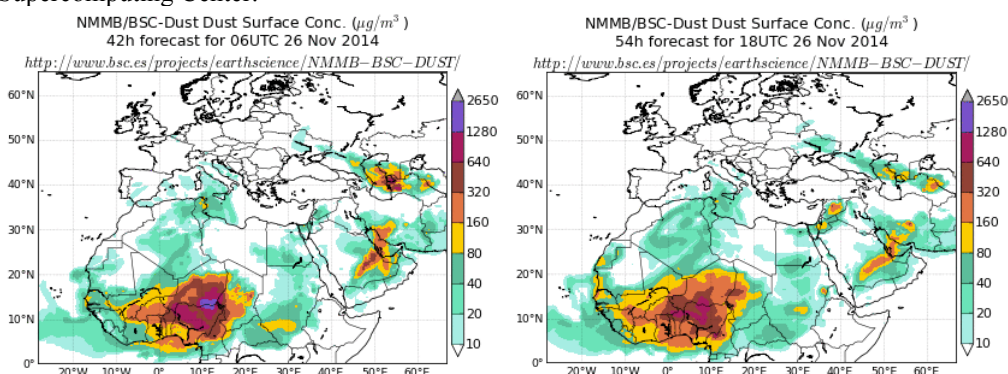 Supercomputing Center.
NMMB/BSC-Dust Dust Surface Conc. (μg/m³)
42h forecast for 06UTC 26 Nov 2014
http://www.bsc.es/projects/earthscience/NMMB−BSC−DUST/
60°N
50°N
40°N
30°N
20°N
10°N
0°
20°W
10°W
0°
10°E
20°E
30°E
40°E
50°E
60°E
2650
1280
640
320
160
80
40
20
10
NMMB/BSC-Dust Dust Surface Conc. (μg/m³)
54h forecast for 18UTC 26 Nov 2014
http://www.bsc.es/projects/earthscience/NMMB−BSC−DUST/
60°N
50°N
40°N
30°N
20°N
10°N
0°
20°W
10°W
0°
10°E
20°E
30°E
40°E
50°E
60°E
2650
1280
640
320
160
80
40
20
10